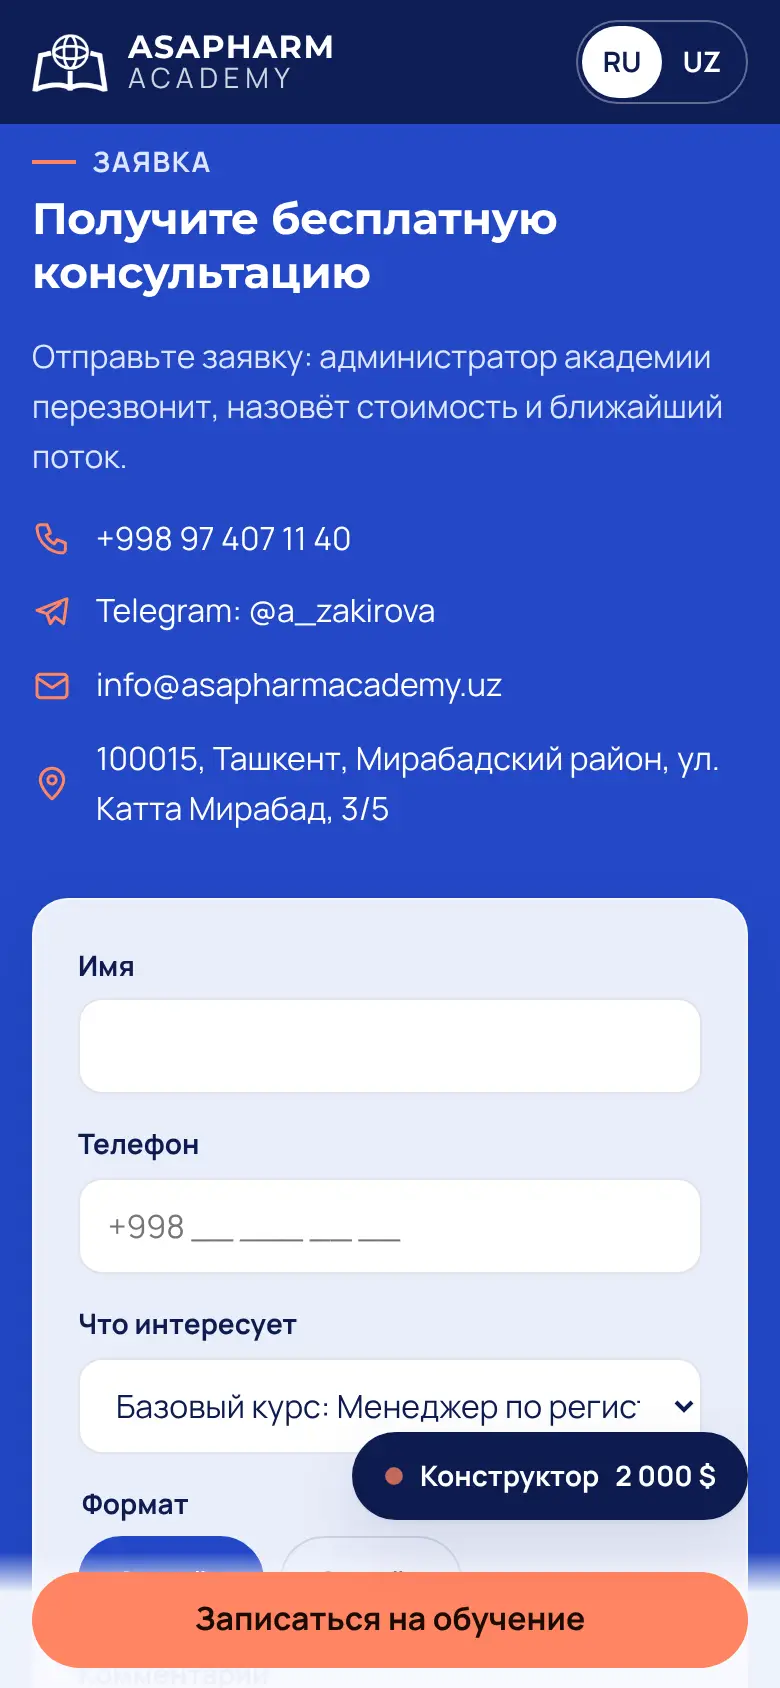 ASAPHARM
ACADEMY
RU UZ
ЗАЯВКА
Получите бесплатную
консультацию
Отправьте заявку: администратор академии
перезвонит, назовёт стоимость и ближайший
поток.
+998 97 407 11 40
Telegram: @a_zakirova
info@asapharmacademy.uz
100015, Ташкент, Мирабадский район, ул.
Катта Мирабад, 3/5
Имя
Телефон
+998 __ ___ __ __
Что интересует
Базовый курс: Менеджер по регис
Конструктор 2 000 $
Формат
Записаться на обучение
Комментарий